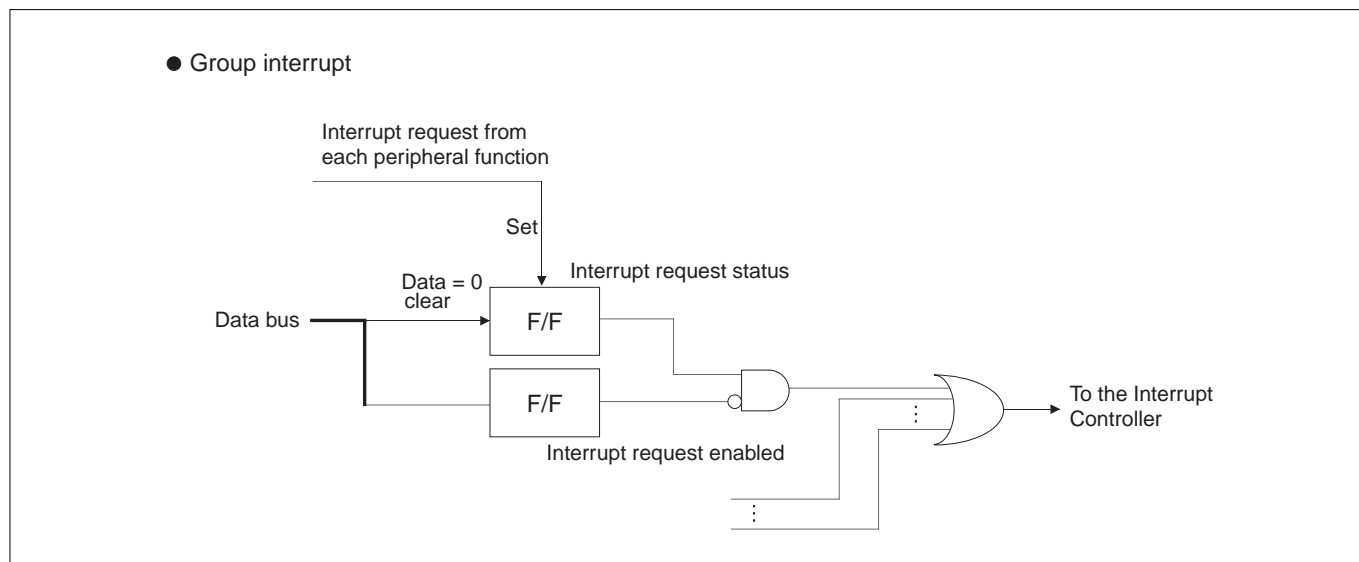 ● Group interrupt
Interrupt request from
each peripheral function
Set
Interrupt request status
Data = 0
clear
Data bus
F/F
F/F
To the Interrupt
Controller
Interrupt request enabled